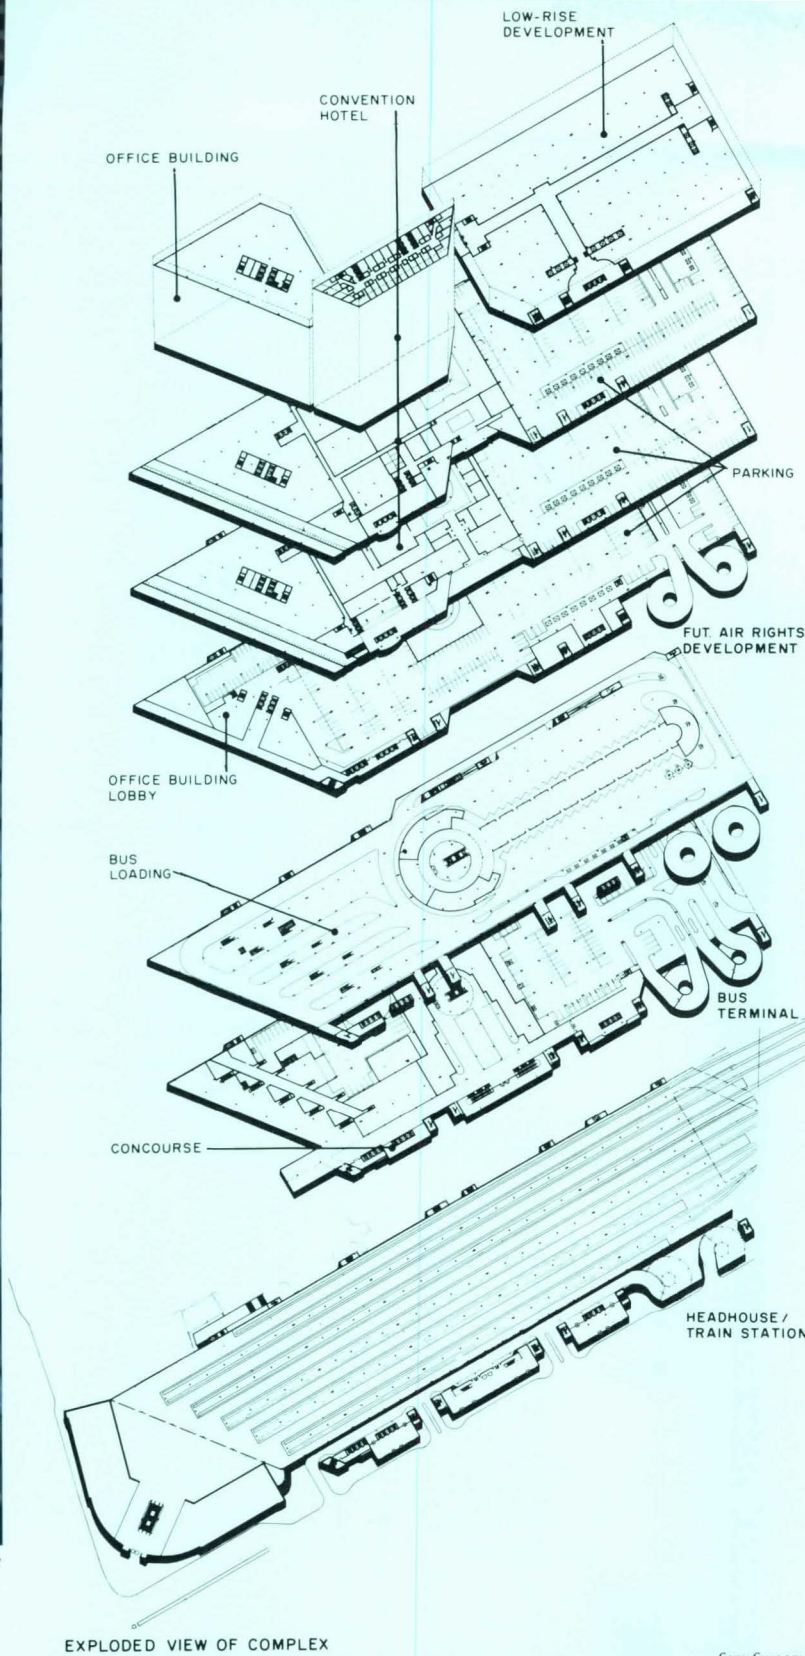 LOW-RISE
DEVELOPMENT
CONVENTION
HOTEL
OFFICE BUILDING
PARKING
FUT. AIR RIGHTS
DEVELOPMENT
OFFICE BUILDING
LOBBY
BUS
LOADING
BUS
TERMINAL
CONCOURSE
HEADHOUSE/
TRAIN STATION
EXPLODED VIEW OF COMPLEX